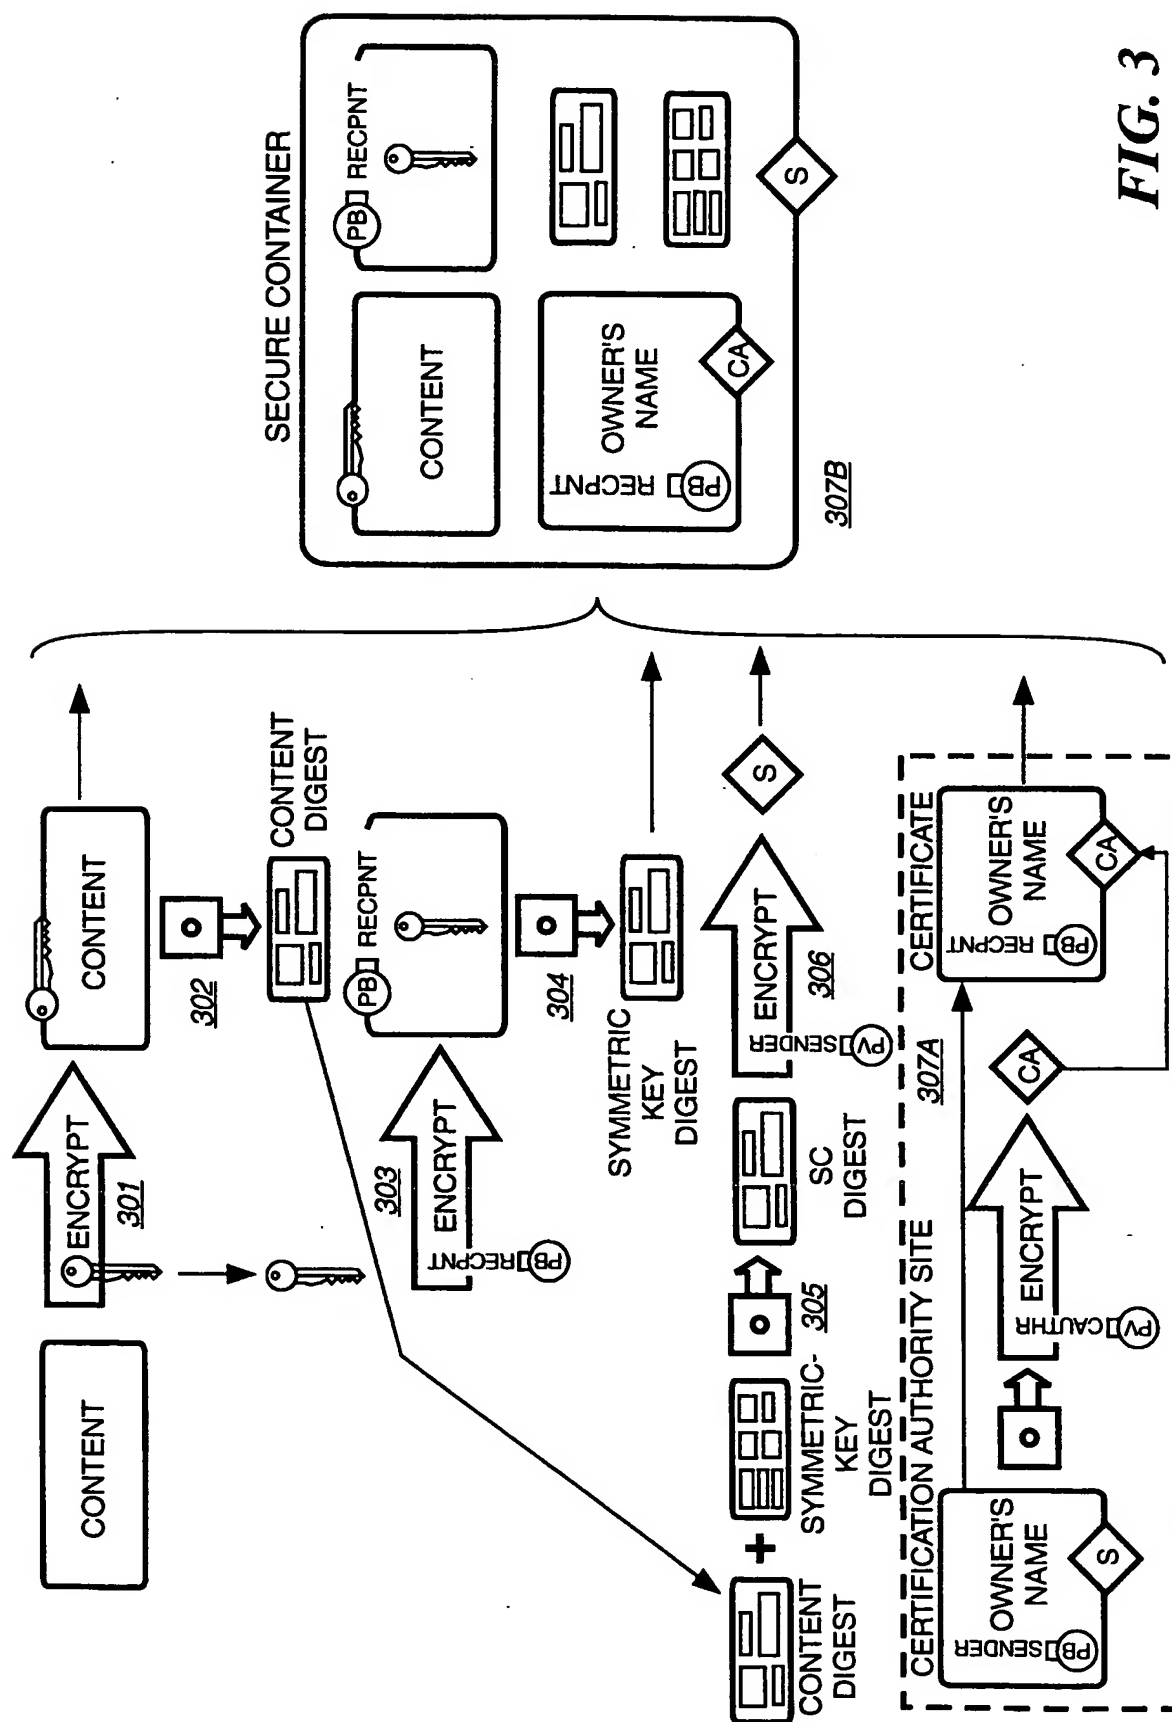 CONTENT
ENCRYPT
301
CONTENT
302
CONTENT
DIGEST
303
ENCRYPT
PB RECPNT
PB RECPNT
304
SYMMETRIC
KEY
DIGEST
CONTENT
DIGEST
+
SYMMETRIC-
KEY
DIGEST
305
SC
DIGEST
ENCRYPT
306
PV SENDER
S
CERTIFICATION AUTHORITY SITE
307A
CERTIFICATE
OWNER'S
NAME
PB SENDER
S
ENCRYPT
PV CAUTHR
CA
OWNER'S
NAME
PB RECPNT
CA
SECURE CONTAINER
CONTENT
PB RECPNT
OWNER'S
NAME
PB RECPNT
CA
S
307B
FIG. 3